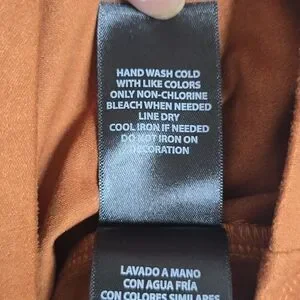 HAND WASH COLD
WITH LIKE COLORS
ONLY NON-CHLORINE
BLEACH WHEN NEEDED
LINE DRY
COOL IRON IF NEEDED
DO NOT IRON ON
DECORATION
LAVADO A MANO
CON AGUA FRÍA
CON COLORES SIMILARES